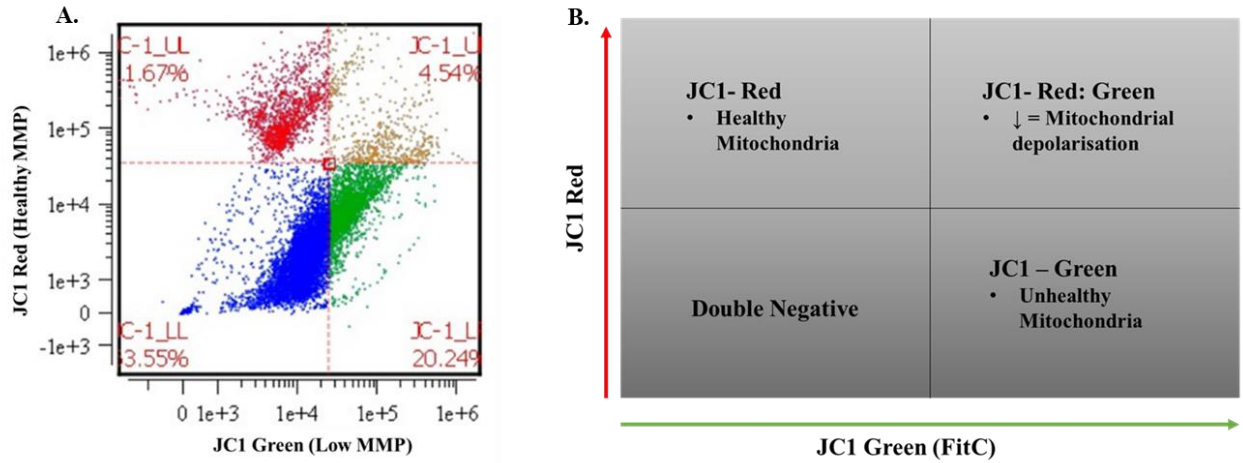 A.
C-1_UL
1.67%
JC-1_U
4.54%
1e+6
1e+5
1e+4
1e+3
0
-1e+3
JC1 Red (Healthy MMP)
C-1_LL
3.55%
JC-1_L
20.24%
0 1e+3 1e+4 1e+5 1e+6
JC1 Green (Low MMP)
B.
JC1 Red
JC1- Red
• Healthy
Mitochondria
JC1- Red: Green
• ↓ = Mitochondrial
depolarisation
Double Negative
JC1 – Green
• Unhealthy
Mitochondria
JC1 Green (FitC)